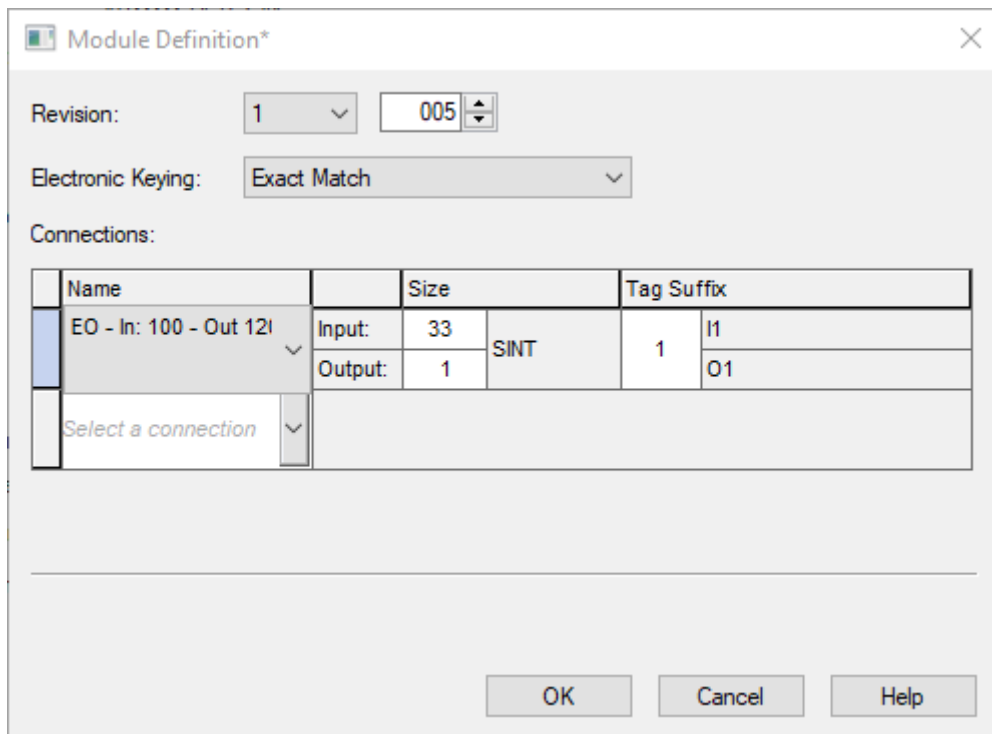 Module Definition*
Revision: 1 005
Electronic Keying: Exact Match
Connections:
Name Size Tag Suffix
EO - In: 100 - Out 120 Input: 33 SINT 1 I1
Output: 1 O1
Select a connection
OK Cancel Help